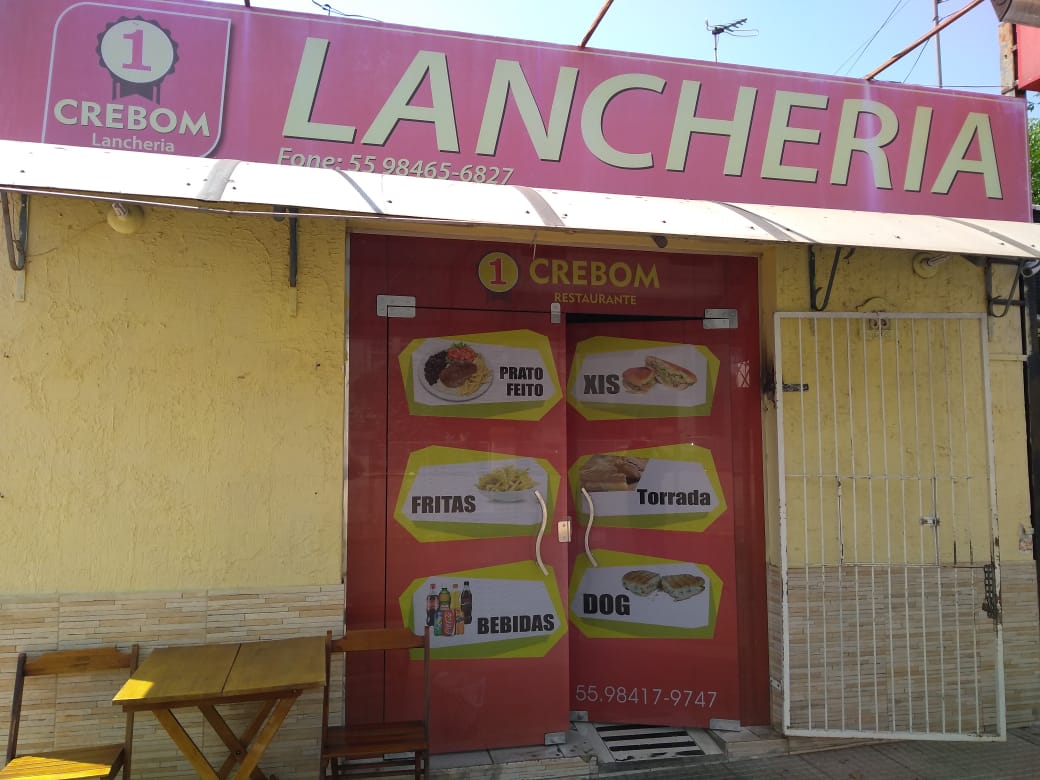 1
CREBOM
Lancheria
LANCHERIA
Fone: 55 98465-6827
1 CREBOM
RESTAURANTE
PRATO
FEITO
XIS
FRITAS
Torrada
BEBIDAS
DOG
55.98417-9747